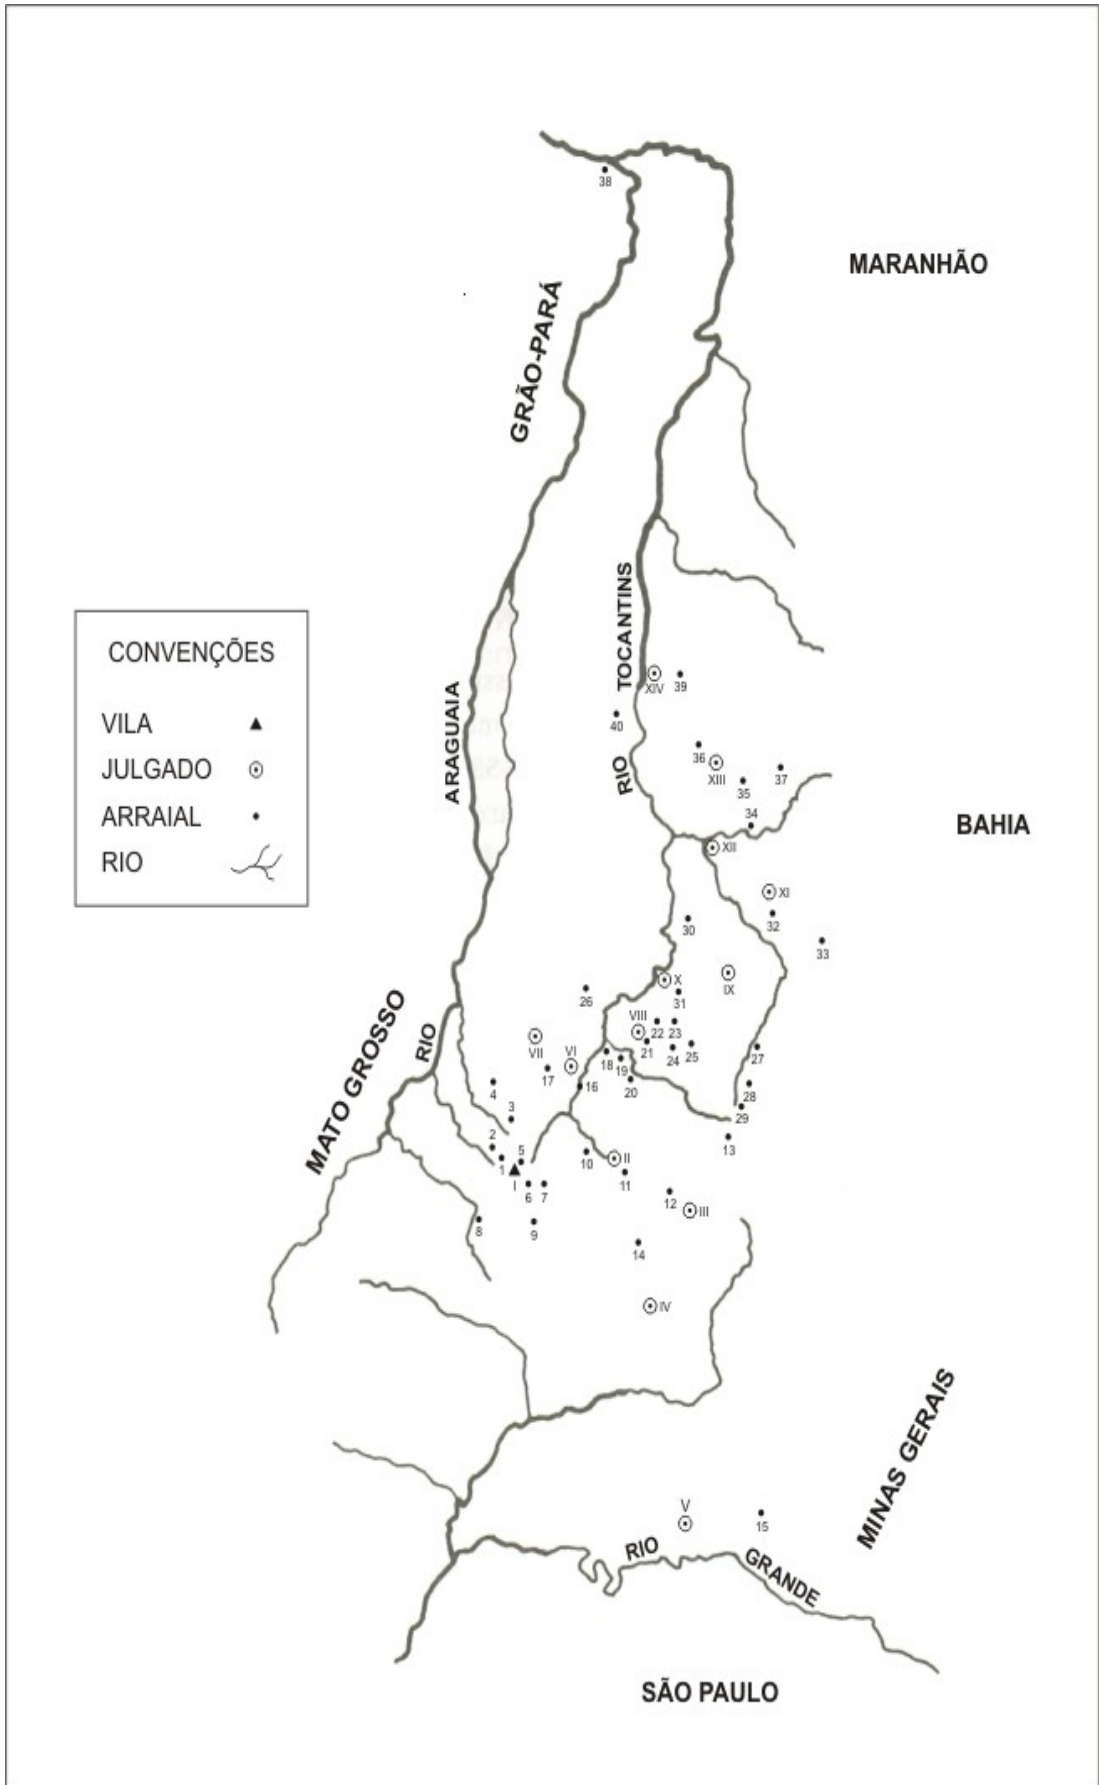 38
MARANHÃO
GRÃO-PARÁ
TOCANTINS
XIV
39
ARAGUAIA
40
RIO
36
XIII
35
37
34
BAHIA
XII
XI
32
30
33
X
IX
26
31
VIII
22
23
MATO GROSSO
RIO
VII
VI
21
24
25
27
18
19
17
16
20
4
28
3
29
2
13
1
5
10
II
I
11
6
7
12
III
8
9
14
IV
CONVENÇÕES
VILA
JULGADO
ARRAIAL
RIO
MINAS GERAIS
V
15
RIO
GRANDE
SÃO PAULO